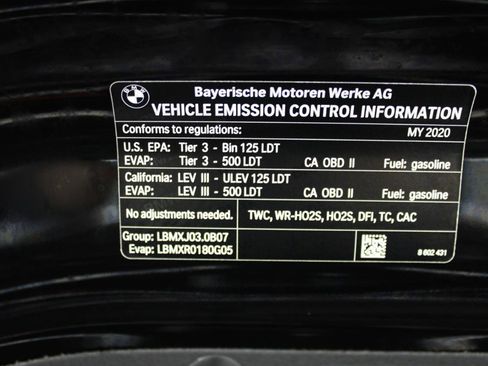 BMW
Bayerische Motoren Werke AG
VEHICLE EMISSION CONTROL INFORMATION
Conforms to regulations: MY 2020
U.S. EPA: Tier 3 - Bin 125 LDT
EVAP: Tier 3 - 500 LDT CA OBD II Fuel: gasoline
California: LEV III - ULEV 125 LDT
EVAP: LEV III - 500 LDT CA OBD II Fuel: gasoline
No adjustments needed. TWC, WR-HO2S, HO2S, DFI, TC, CAC
Group: LBMXJ03.0B07
Evap: LBMXR0180G05
8 602 431